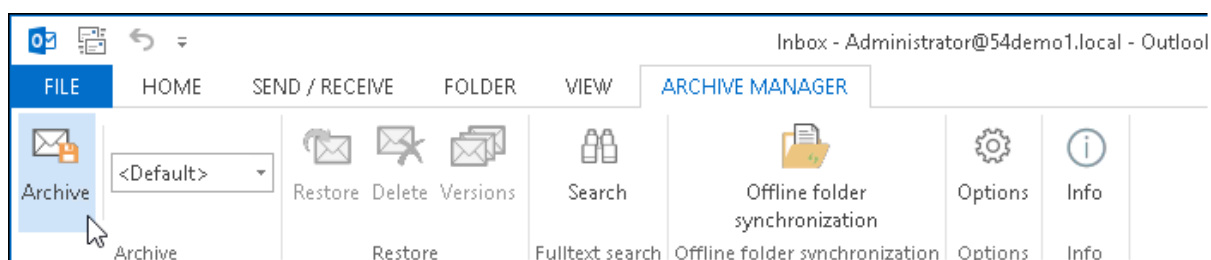 Inbox - Administrator@54demo1.local - Outlool
FILE HOME SEND / RECEIVE FOLDER VIEW ARCHIVE MANAGER
Archive <Default> Restore Delete Versions Search Offline folder synchronization Options Info
Archive Restore Fulltext search Offline folder synchronization Options Info